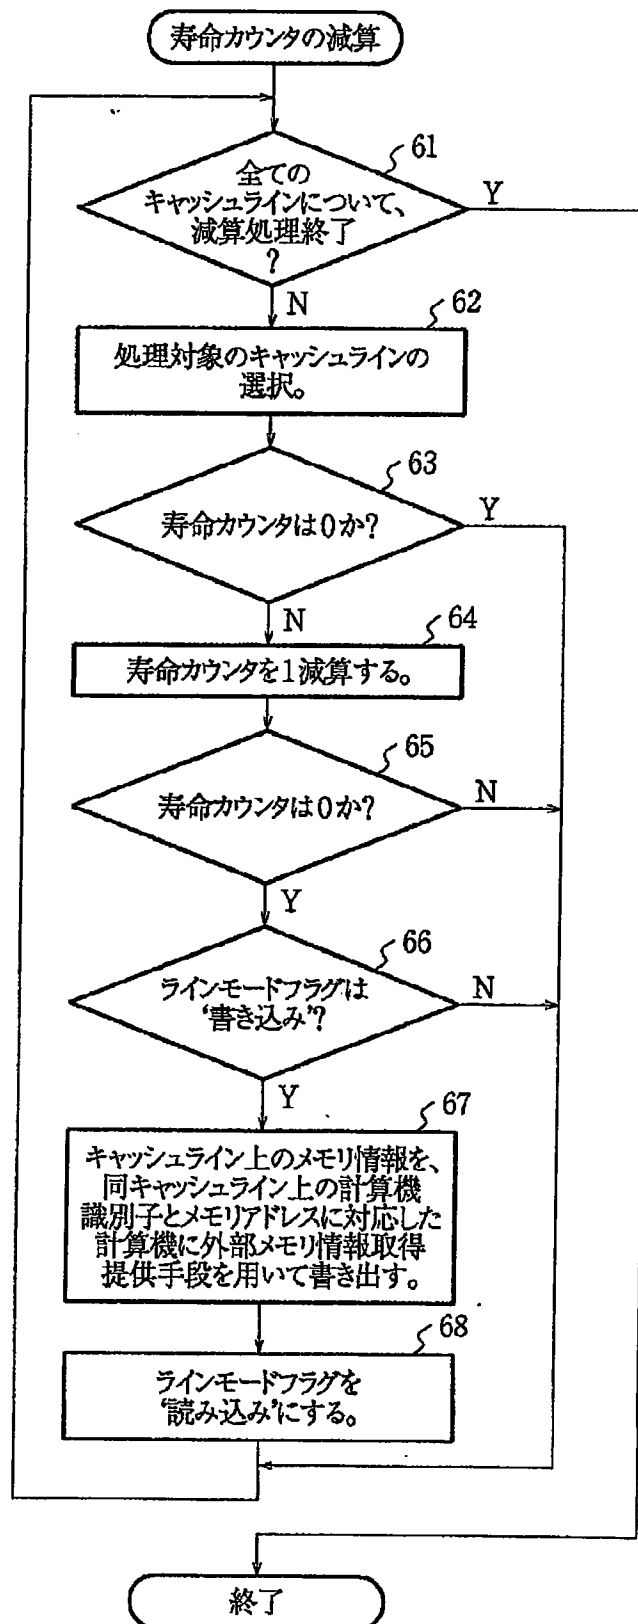 寿命カウンタの減算
61
全ての
キャッシュラインについて、
減算処理終了
?
Y
N
62
処理対象のキャッシュラインの
選択。
63
寿命カウンタは0か?
Y
N
64
寿命カウンタを1減算する。
65
寿命カウンタは0か?
N
Y
66
ラインモードフラグは
‘書き込み’?
N
Y
67
キャッシュライン上のメモリ情報を、
同キャッシュライン上の計算機
識別子とメモリアドレスに対応した
計算機に外部メモリ情報取得
提供手段を用いて書き出す。
68
ラインモードフラグを
‘読み込み’にする。
終了